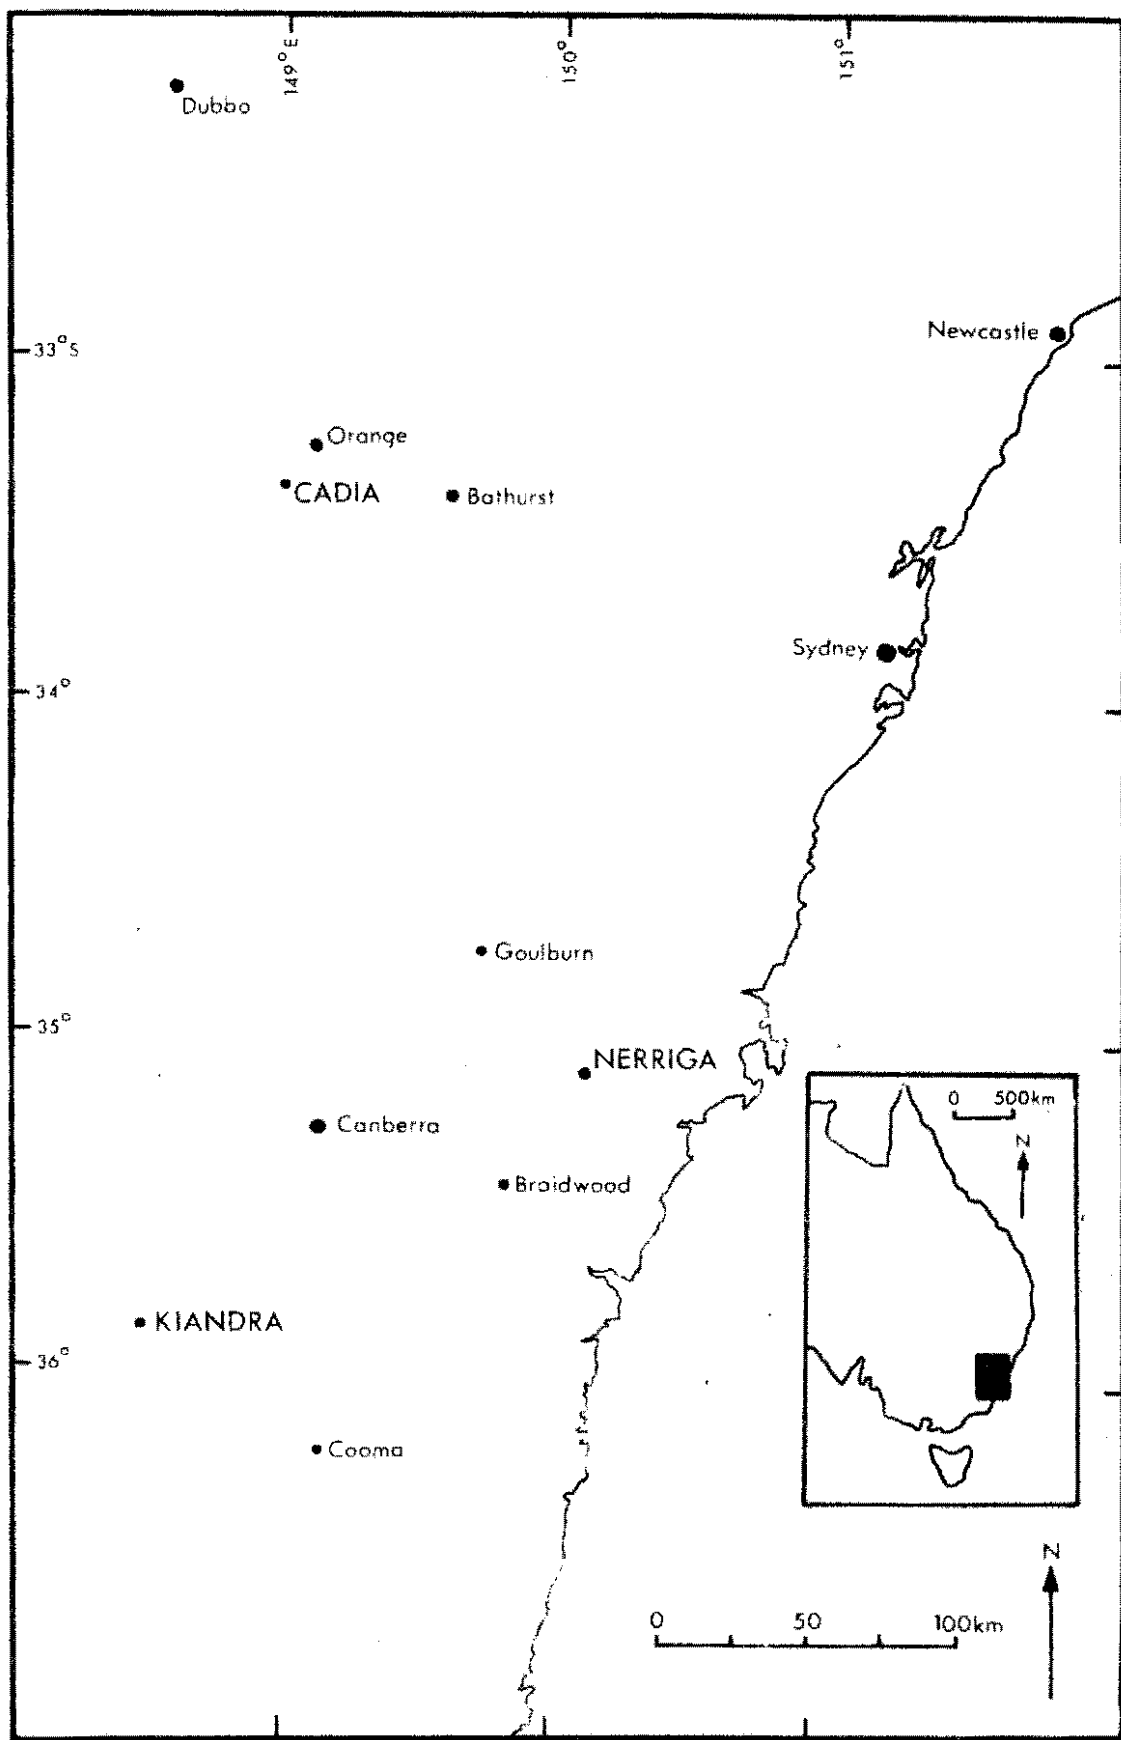 149°E
150°
151°
Dubbo
Newcastle
33°S
Orange
CADIA
Bathurst
Sydney
34°
Goulburn
35°
NERRIGA
0 500km
N
Canberra
Braidwood
KIANDRA
36°
Cooma
N
0 50 100km